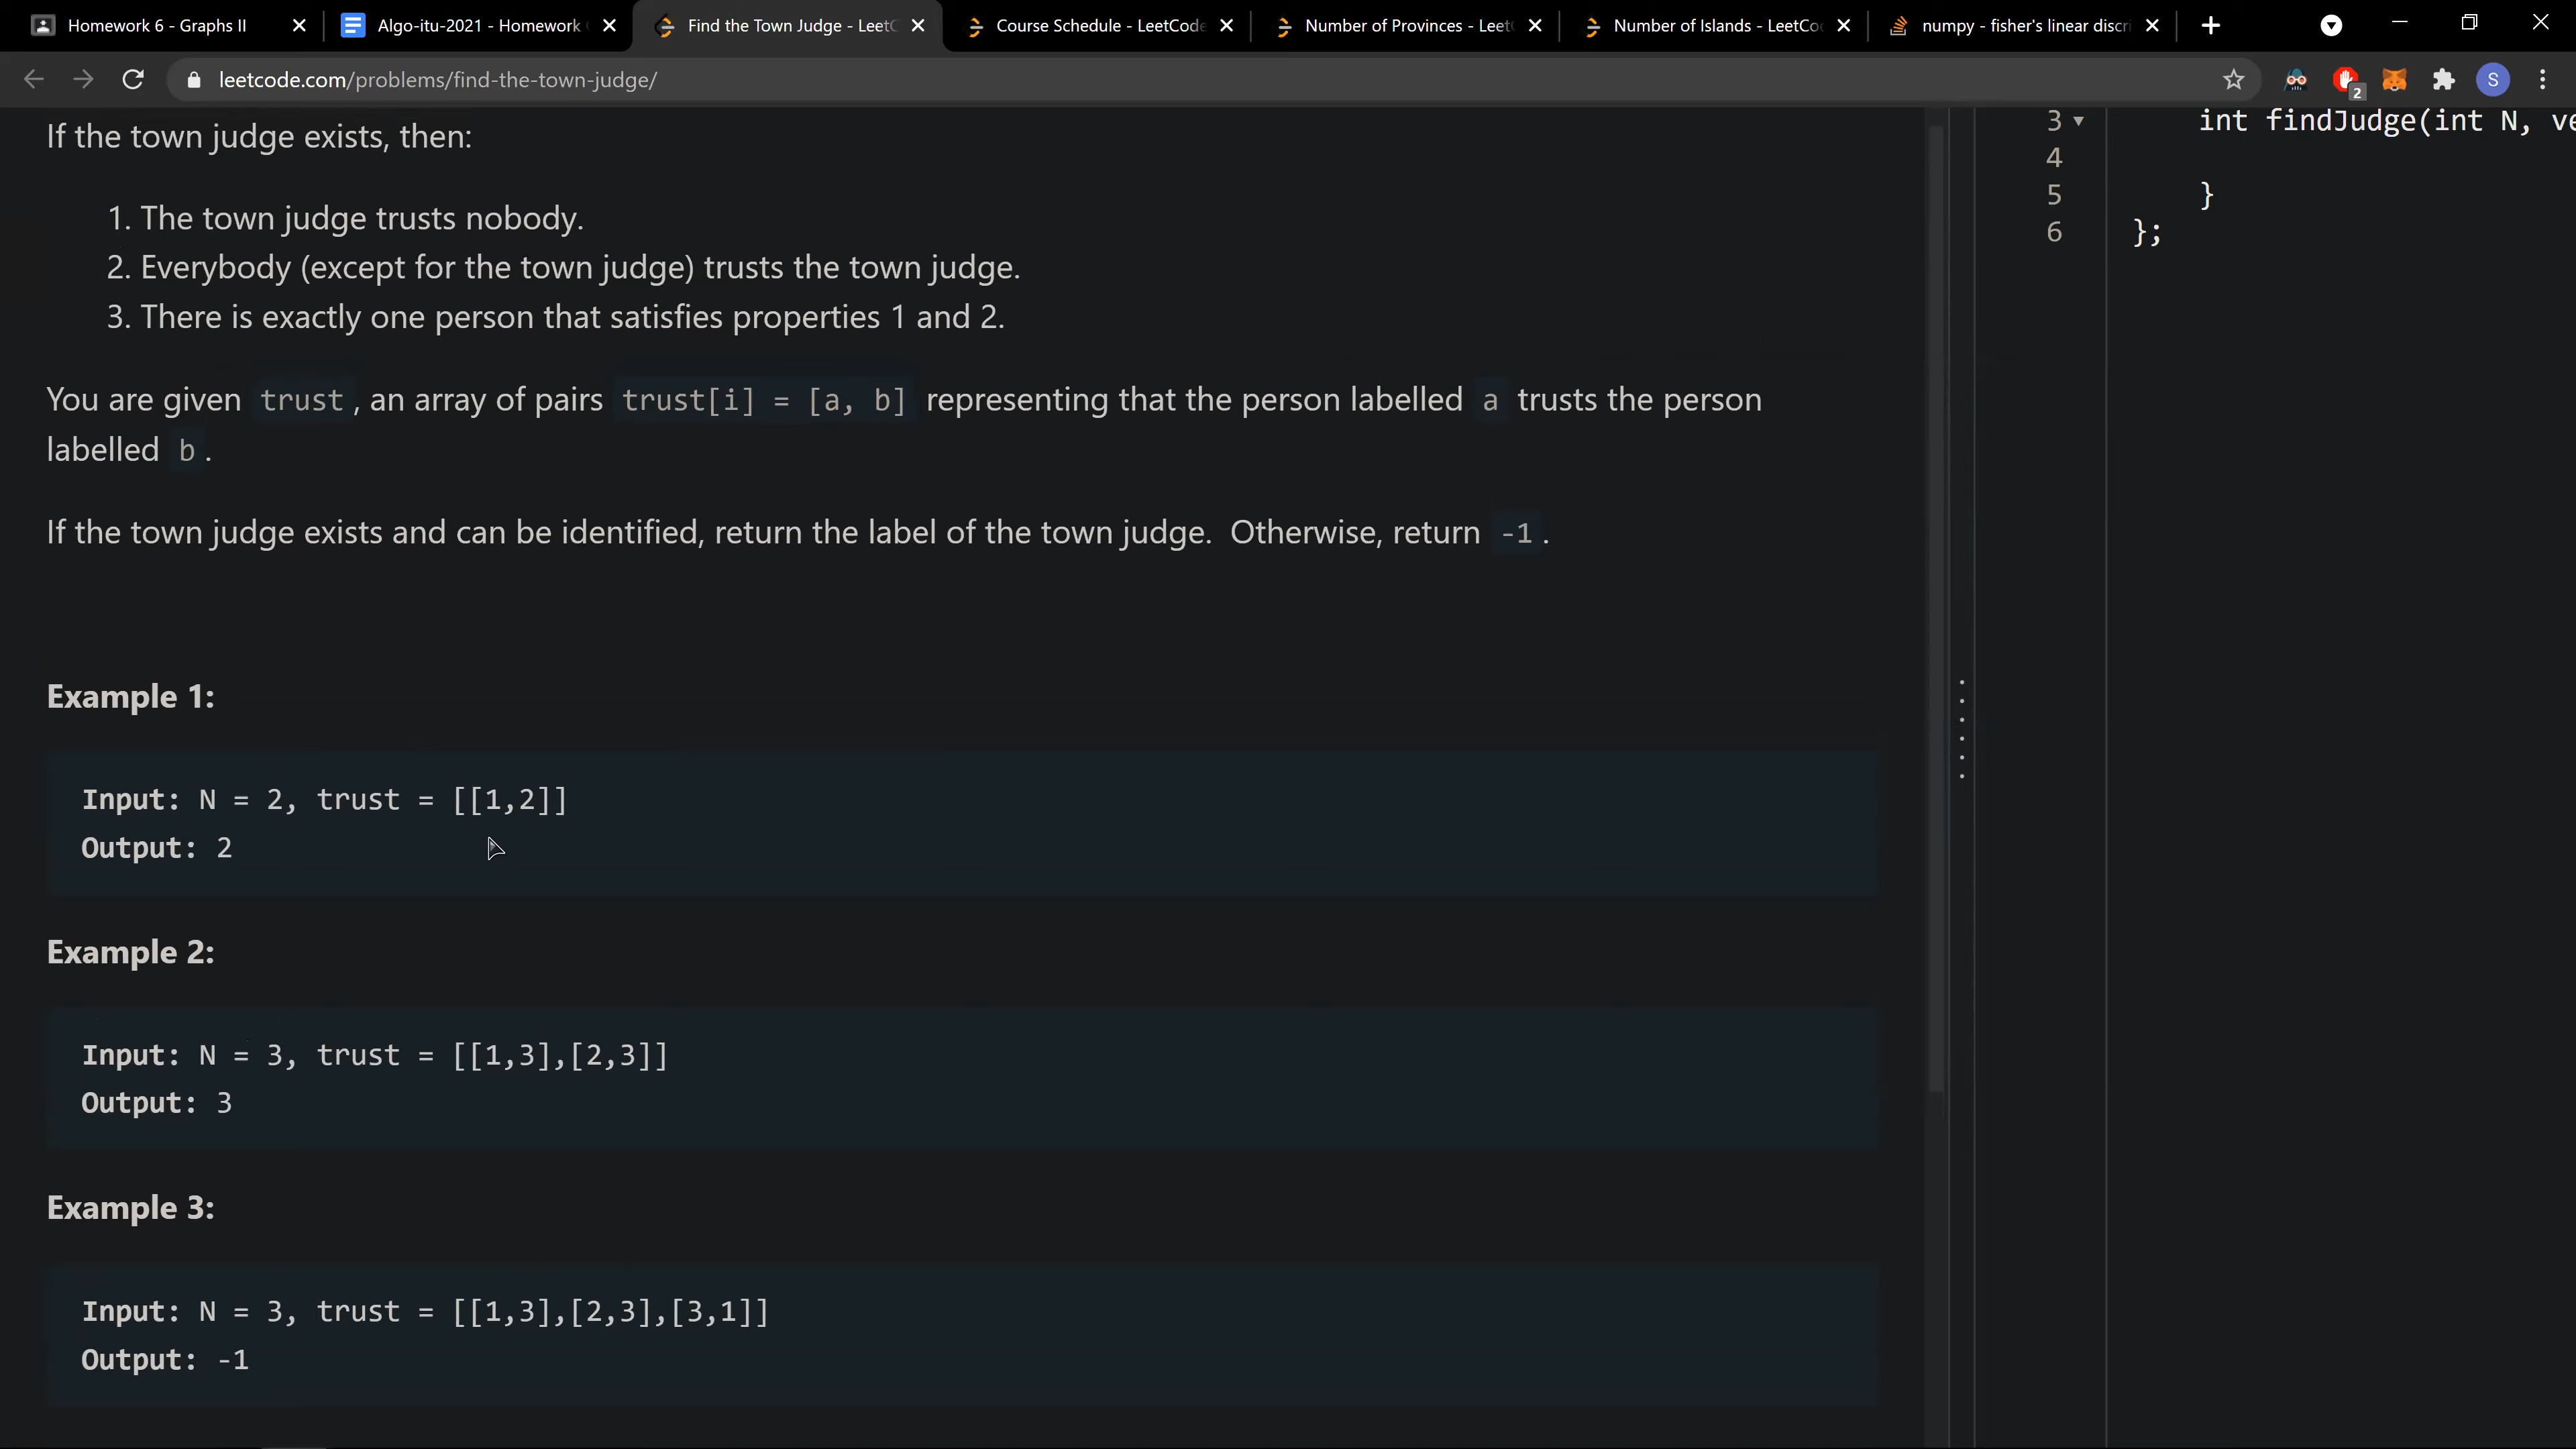 Homework 6 - Graphs II
Algo-itu-2021 - Homework
Find the Town Judge - LeetC
Course Schedule - LeetCode
Number of Provinces - Leet
Number of Islands - LeetCo
numpy - fisher's linear discri
leetcode.com/problems/find-the-town-judge/
2
S
If the town judge exists, then:
1. The town judge trusts nobody.
2. Everybody (except for the town judge) trusts the town judge.
3. There is exactly one person that satisfies properties 1 and 2.
You are given trust, an array of pairs trust[i] = [a, b] representing that the person labelled a trusts the person
labelled b.
If the town judge exists and can be identified, return the label of the town judge. Otherwise, return -1.
Example 1:
Input: N = 2, trust = [[1,2]]
Output: 2
Example 2:
Input: N = 3, trust = [[1,3],[2,3]]
Output: 3
Example 3:
Input: N = 3, trust = [[1,3],[2,3],[3,1]]
Output: -1
3 int findJudge(int N, ve
4
5 }
6 };